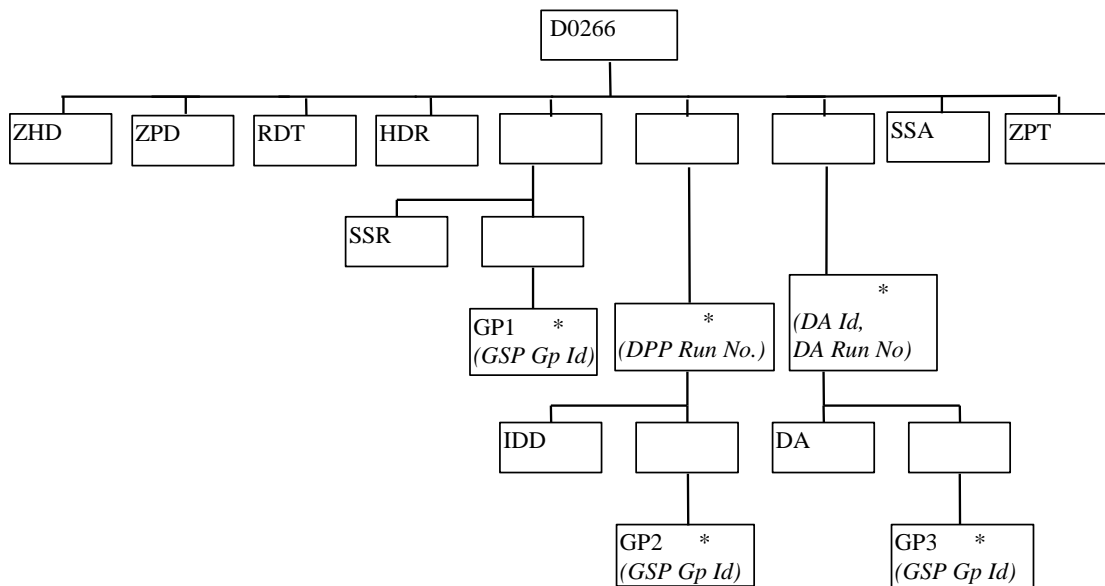 D0266
ZHD
ZPD
RDT
HDR
SSA
ZPT
SSR
GP1 *
(GSP Gp Id)
*
(DPP Run No.)
*
(DA Id,
DA Run No)
IDD
DA
GP2 *
(GSP Gp Id)
GP3 *
(GSP Gp Id)